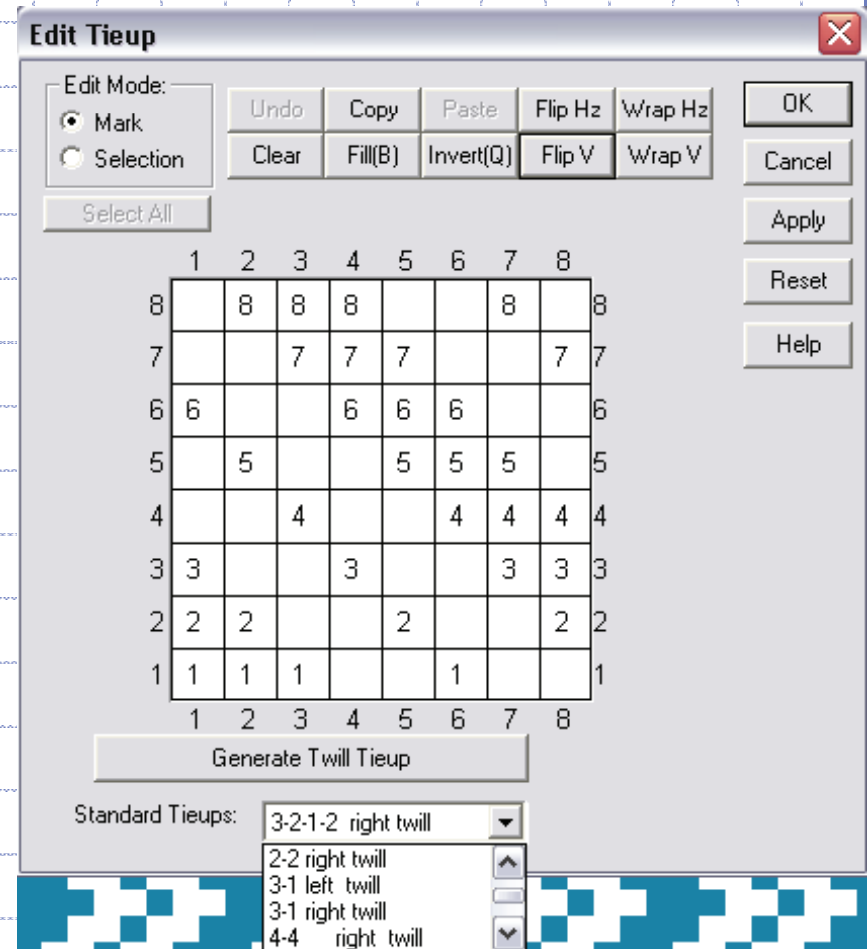 Edit Tieup
Edit Mode:
Mark
Selection
Undo Copy Paste Flip Hz Wrap Hz
Clear Fill(B) Invert(Q) Flip V Wrap V
Select All
OK
Cancel
Apply
Reset
Help
1 2 3 4 5 6 7 8
8 8 8 8 8 8
7 7 7 7 7 7
6 6 6 6 6 6
5 5 5 5 5 5
4 4 4 4 4 4
3 3 3 3 3 3
2 2 2 2 2 2
1 1 1 1 1 1
1 2 3 4 5 6 7 8
Generate Twill Tieup
Standard Tieups: 3-2-1-2 right twill
2-2 right twill
3-1 left twill
3-1 right twill
4-4 right twill